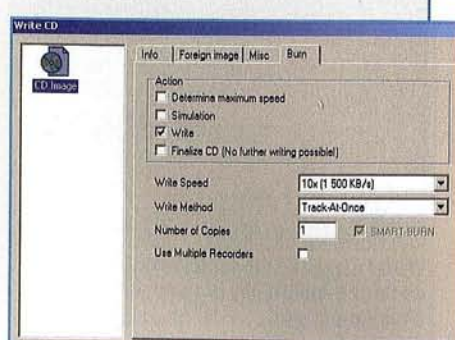 Write CD
CD Image
Info Foreign image Misc Burn
Action
Determine maximum speed
Simulation
Write
Finalize CD (No further writing possible!)
Write Speed 10x (1 500 KB/s)
Write Method Track-At-Once
Number of Copies 1 SMART-BURN
Use Multiple Recorders